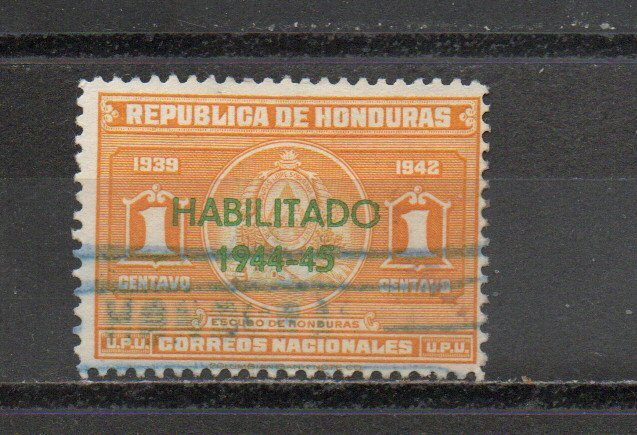 REPUBLICA DE HONDURAS
1939 1942
HABILITADO
1944-45
1 1
CENTAVO CENTAVO
ESCUDO DE HONDURAS
U.P.U. CORREOS NACIONALES U.P.U.